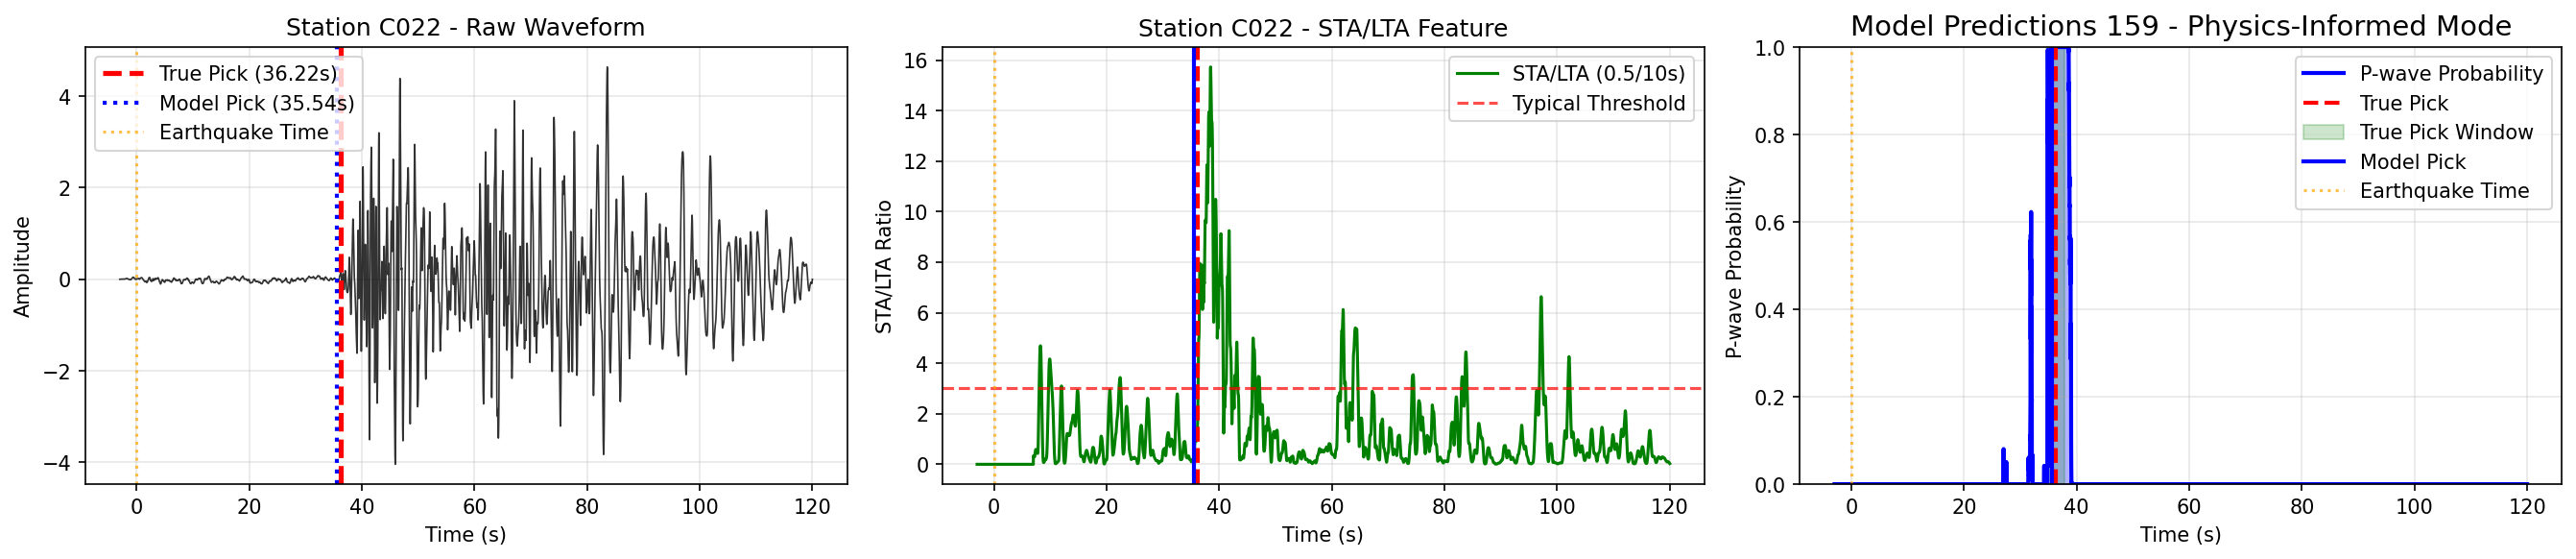 Station C022 - Raw Waveform
True Pick (36.22s)
Model Pick (35.54s)
Earthquake Time
Amplitude
4
2
0
−2
−4
0 20 40 60 80 100 120
Time (s)
Station C022 - STA/LTA Feature
STA/LTA (0.5/10s)
Typical Threshold
STA/LTA Ratio
16
14
12
10
8
6
4
2
0
0 20 40 60 80 100 120
Time (s)
Model Predictions 159 - Physics-Informed Mode
P-wave Probability
True Pick
True Pick Window
Model Pick
Earthquake Time
P-wave Probability
1.0
0.8
0.6
0.4
0.2
0.0
0 20 40 60 80 100 120
Time (s)